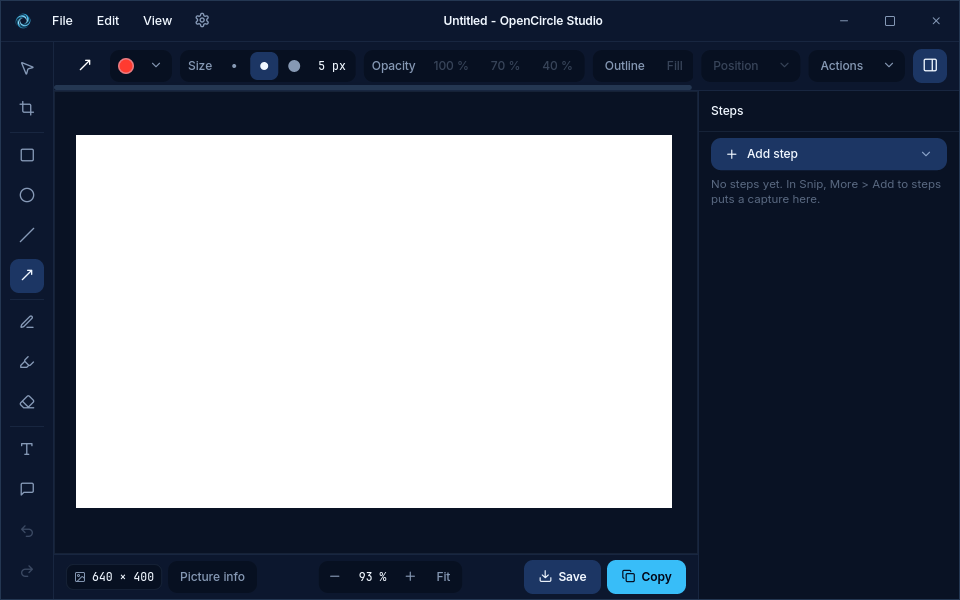 File Edit View Untitled - OpenCircle Studio
Size 5 px Opacity 100 % 70 % 40 % Outline Fill Position Actions
Steps
Add step
No steps yet. In Snip, More > Add to steps
puts a capture here.
640 × 400 Picture info 93 % Fit Save Copy